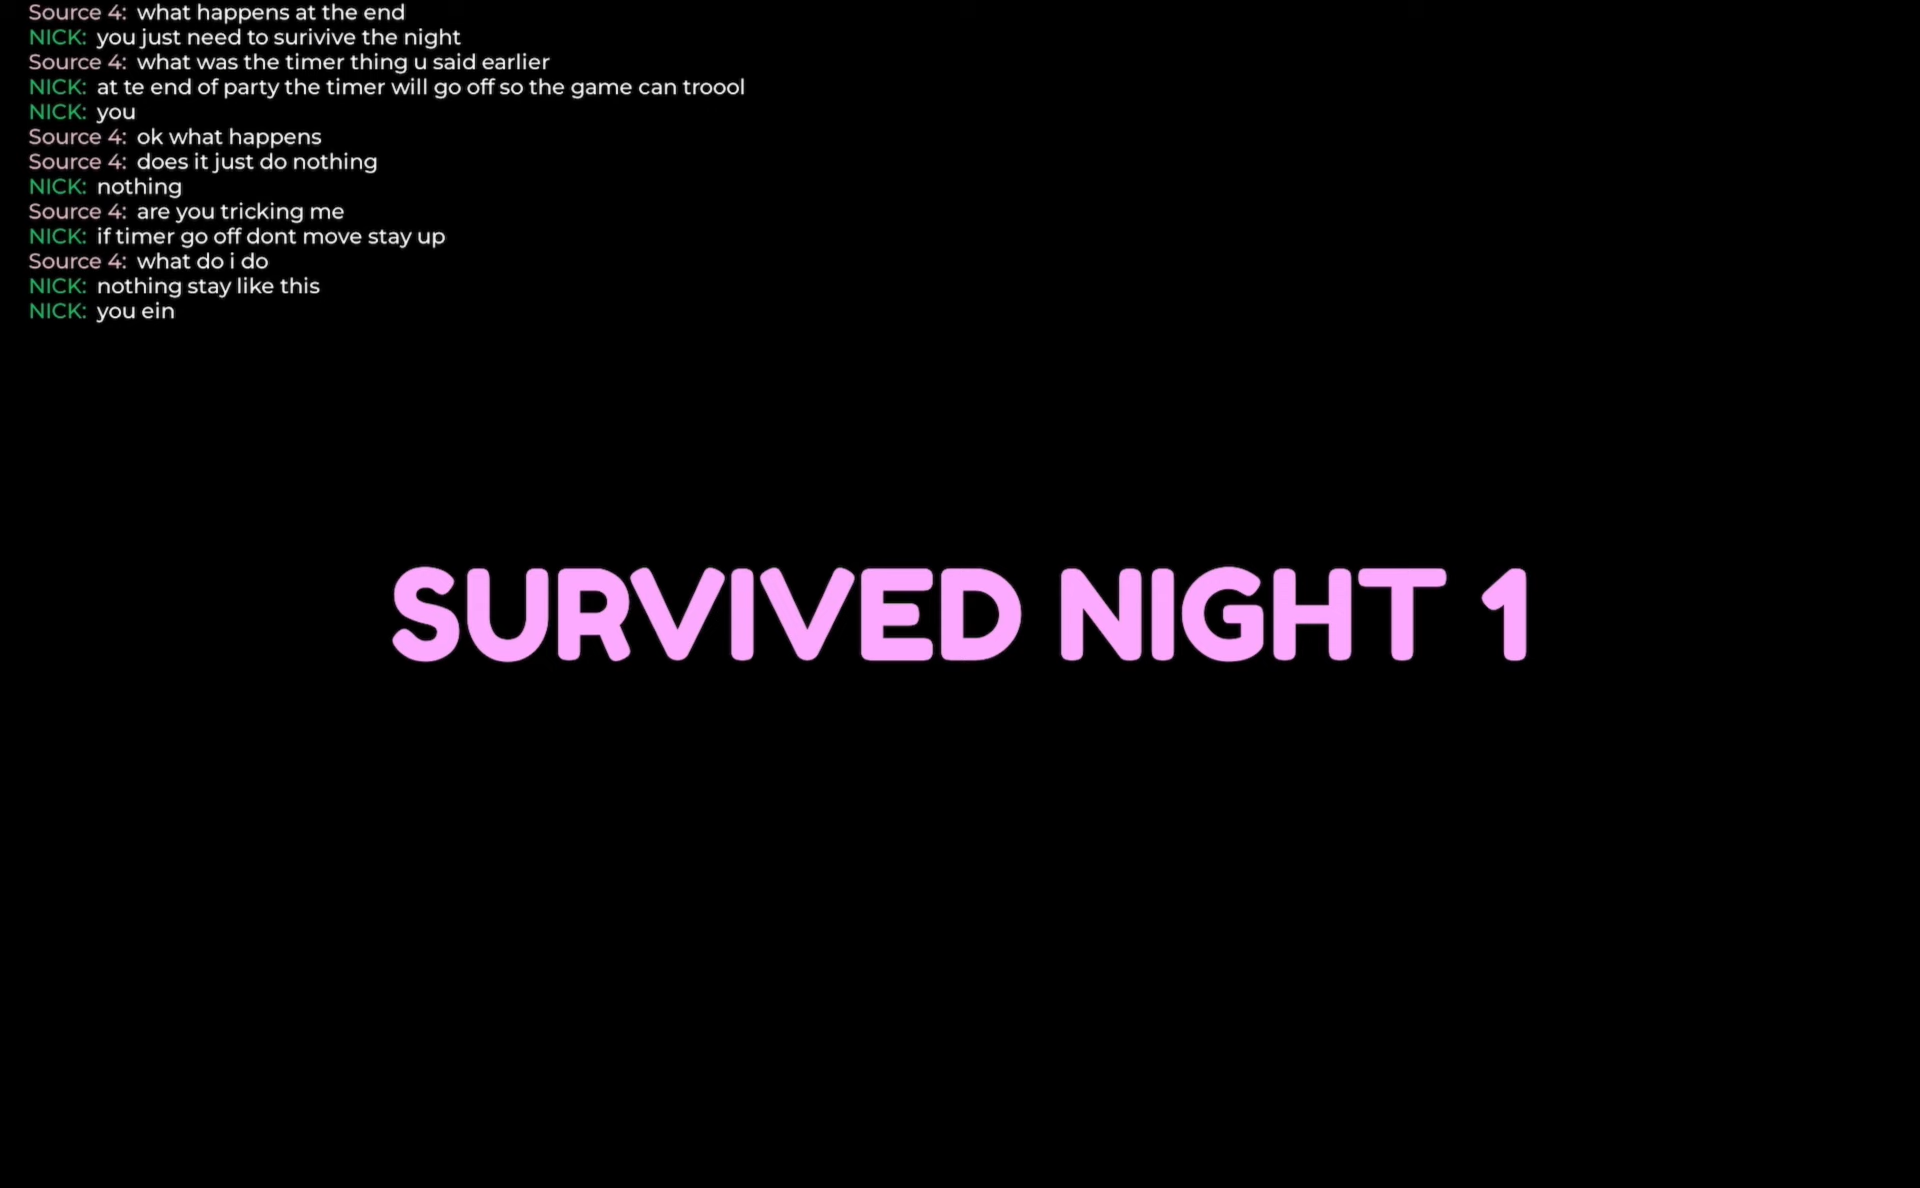 Source 4: what happens at the end
NICK: you just need to surivive the night
Source 4: what was the timer thing u said earlier
NICK: at te end of party the timer will go off so the game can troool
NICK: you
Source 4: ok what happens
Source 4: does it just do nothing
NICK: nothing
Source 4: are you tricking me
NICK: if timer go off dont move stay up
Source 4: what do i do
NICK: nothing stay like this
NICK: you ein
SURVIVED NIGHT 1